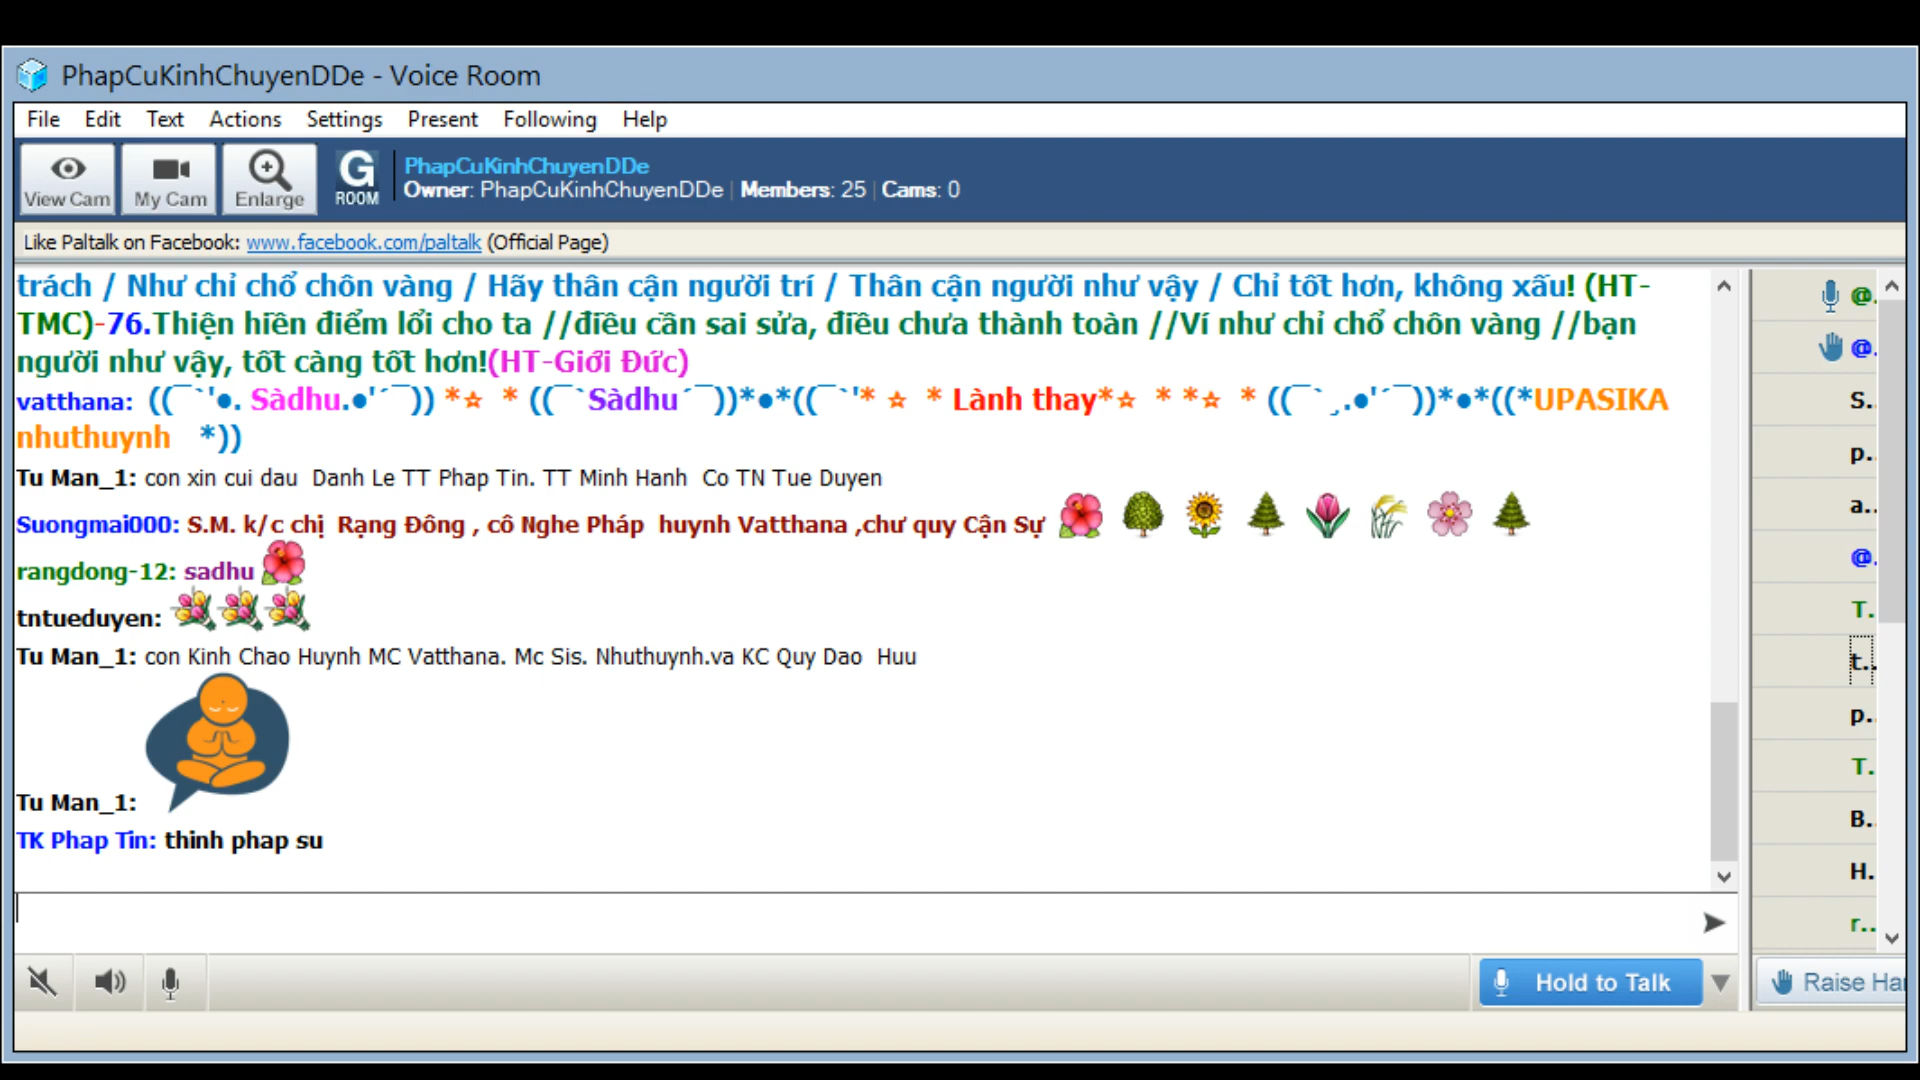 PhapCuKinhChuyenDDe - Voice Room
File Edit Text Actions Settings Present Following Help
View Cam My Cam Enlarge G ROOM
PhapCuKinhChuyenDDe
Owner: PhapCuKinhChuyenDDe | Members: 25 | Cams: 0
Like Paltalk on Facebook: www.facebook.com/paltalk (Official Page)
trách / Như chỉ chổ chôn vàng / Hãy thân cận người trí / Thân cận người như vậy / Chỉ tốt hơn, không xấu! (HT-
TMC)-76.Thiện hiền điểm lổi cho ta //điều cần sai sửa, điều chưa thành toàn //Ví như chỉ chổ chôn vàng //bạn
người như vậy, tốt càng tốt hơn!(HT-Giới Đức)
vatthana: ((¯`'●. Sàdhu.●'´¯)) *☆ * ((¯`Sàdhu´¯))*●*((¯`'* ☆ * Lành thay*☆ * *☆ * ((¯`¸.●'´¯))*●*((*UPASIKA
nhuthuynh *))
Tu Man_1: con xin cui dau Danh Le TT Phap Tin. TT Minh Hanh Co TN Tue Duyen
Suongmai000: S.M. k/c chị Rạng Đông , cô Nghe Pháp huynh Vatthana ,chư quy Cận Sự
rangdong-12: sadhu
tntueduyen:
Tu Man_1: con Kinh Chao Huynh MC Vatthana. Mc Sis. Nhuthuynh.va KC Quy Dao Huu
Tu Man_1:
TK Phap Tin: thinh phap su
@.
@.
S..
p..
a..
@.
T.
t..
p..
T.
B..
H.
r..
Hold to Talk
Raise Ha